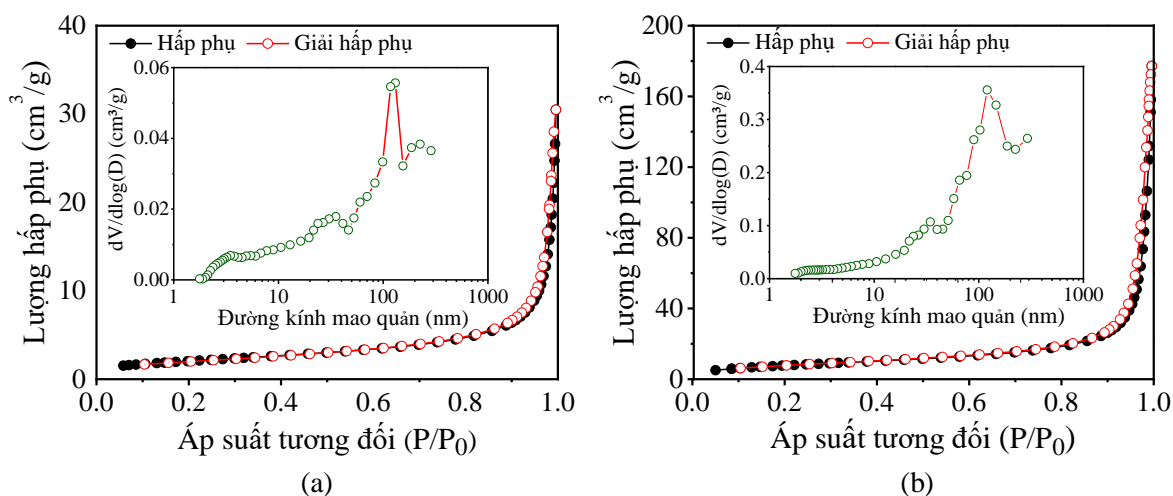 Lượng hấp phụ (cm³/g)
40
30
20
10
0
Hấp phụ
Giải hấp phụ
dV/dlog(D) (cm³/g)
0.06
0.04
0.02
0.00
1 10 100 1000
Đường kính mao quản (nm)
0.0 0.2 0.4 0.6 0.8 1.0
Áp suất tương đối (P/P₀)
(a)
Lượng hấp phụ (cm³/g)
200
160
120
80
40
0
Hấp phụ
Giải hấp phụ
dV/dlog(D) (cm³/g)
0.4
0.3
0.2
0.1
0.0
1 10 100 1000
Đường kính mao quản (nm)
0.0 0.2 0.4 0.6 0.8 1.0
Áp suất tương đối (P/P₀)
(b)